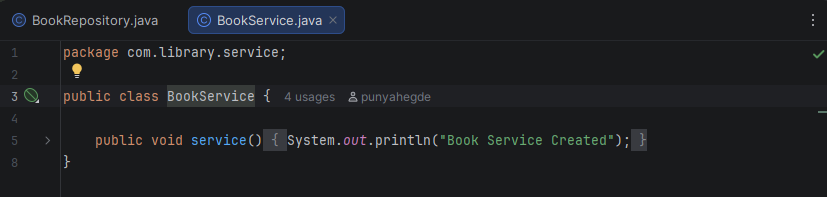 BookRepository.java BookService.java
1 package com.library.service;
2
3 public class BookService { 4 usages punyahegde
4
5 public void service() { System.out.println("Book Service Created"); }
8 }